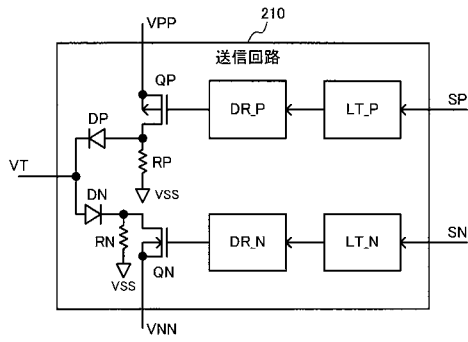 210
VPP
送信回路
QP
DR_P
LT_P
SP
DP
RP
VSS
VT
DN
RN
VSS
QN
DR_N
LT_N
SN
VNN